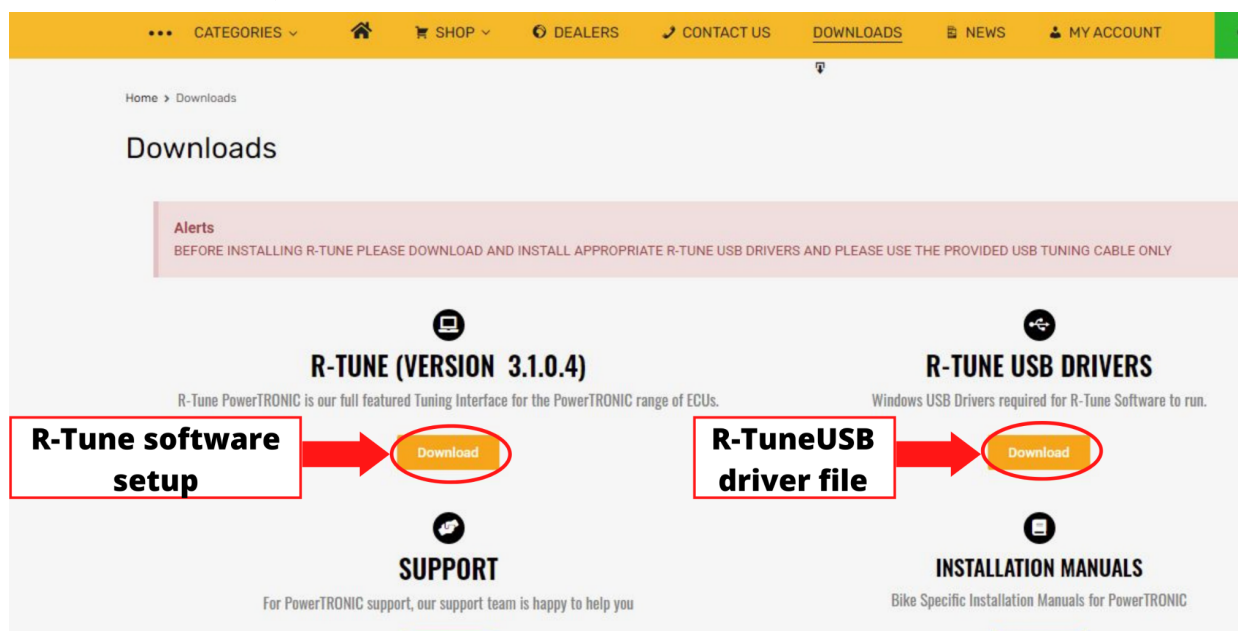 CATEGORIES SHOP DEALERS CONTACT US DOWNLOADS NEWS MY ACCOUNT
Home > Downloads
Downloads
Alerts
BEFORE INSTALLING R-TUNE PLEASE DOWNLOAD AND INSTALL APPROPRIATE R-TUNE USB DRIVERS AND PLEASE USE THE PROVIDED USB TUNING CABLE ONLY
R-TUNE (VERSION 3.1.0.4)
R-Tune PowerTRONIC is our full featured Tuning Interface for the PowerTRONIC range of ECUs.
R-Tune software
setup
Download
R-TUNE USB DRIVERS
Windows USB Drivers required for R-Tune Software to run.
R-TuneUSB
driver file
Download
SUPPORT
For PowerTRONIC support, our support team is happy to help you
INSTALLATION MANUALS
Bike Specific Installation Manuals for PowerTRONIC